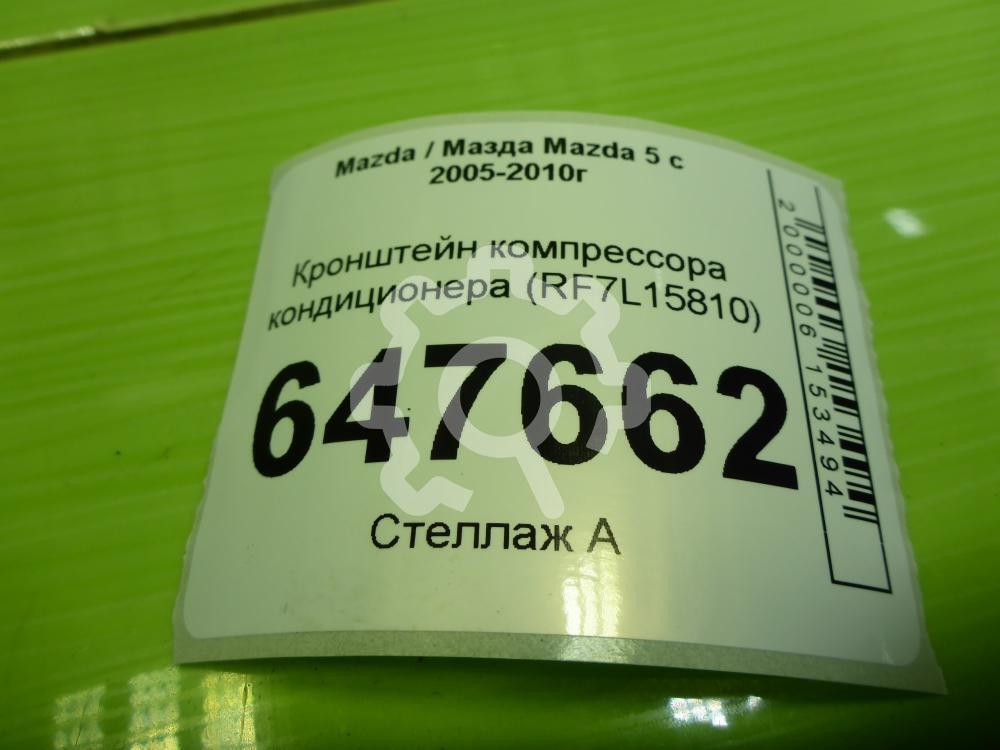 Mazda / Мазда Mazda 5 с
2005-2010г
Кронштейн компрессора
кондиционера (RF7L15810)
647662
Стеллаж А
2000006153494